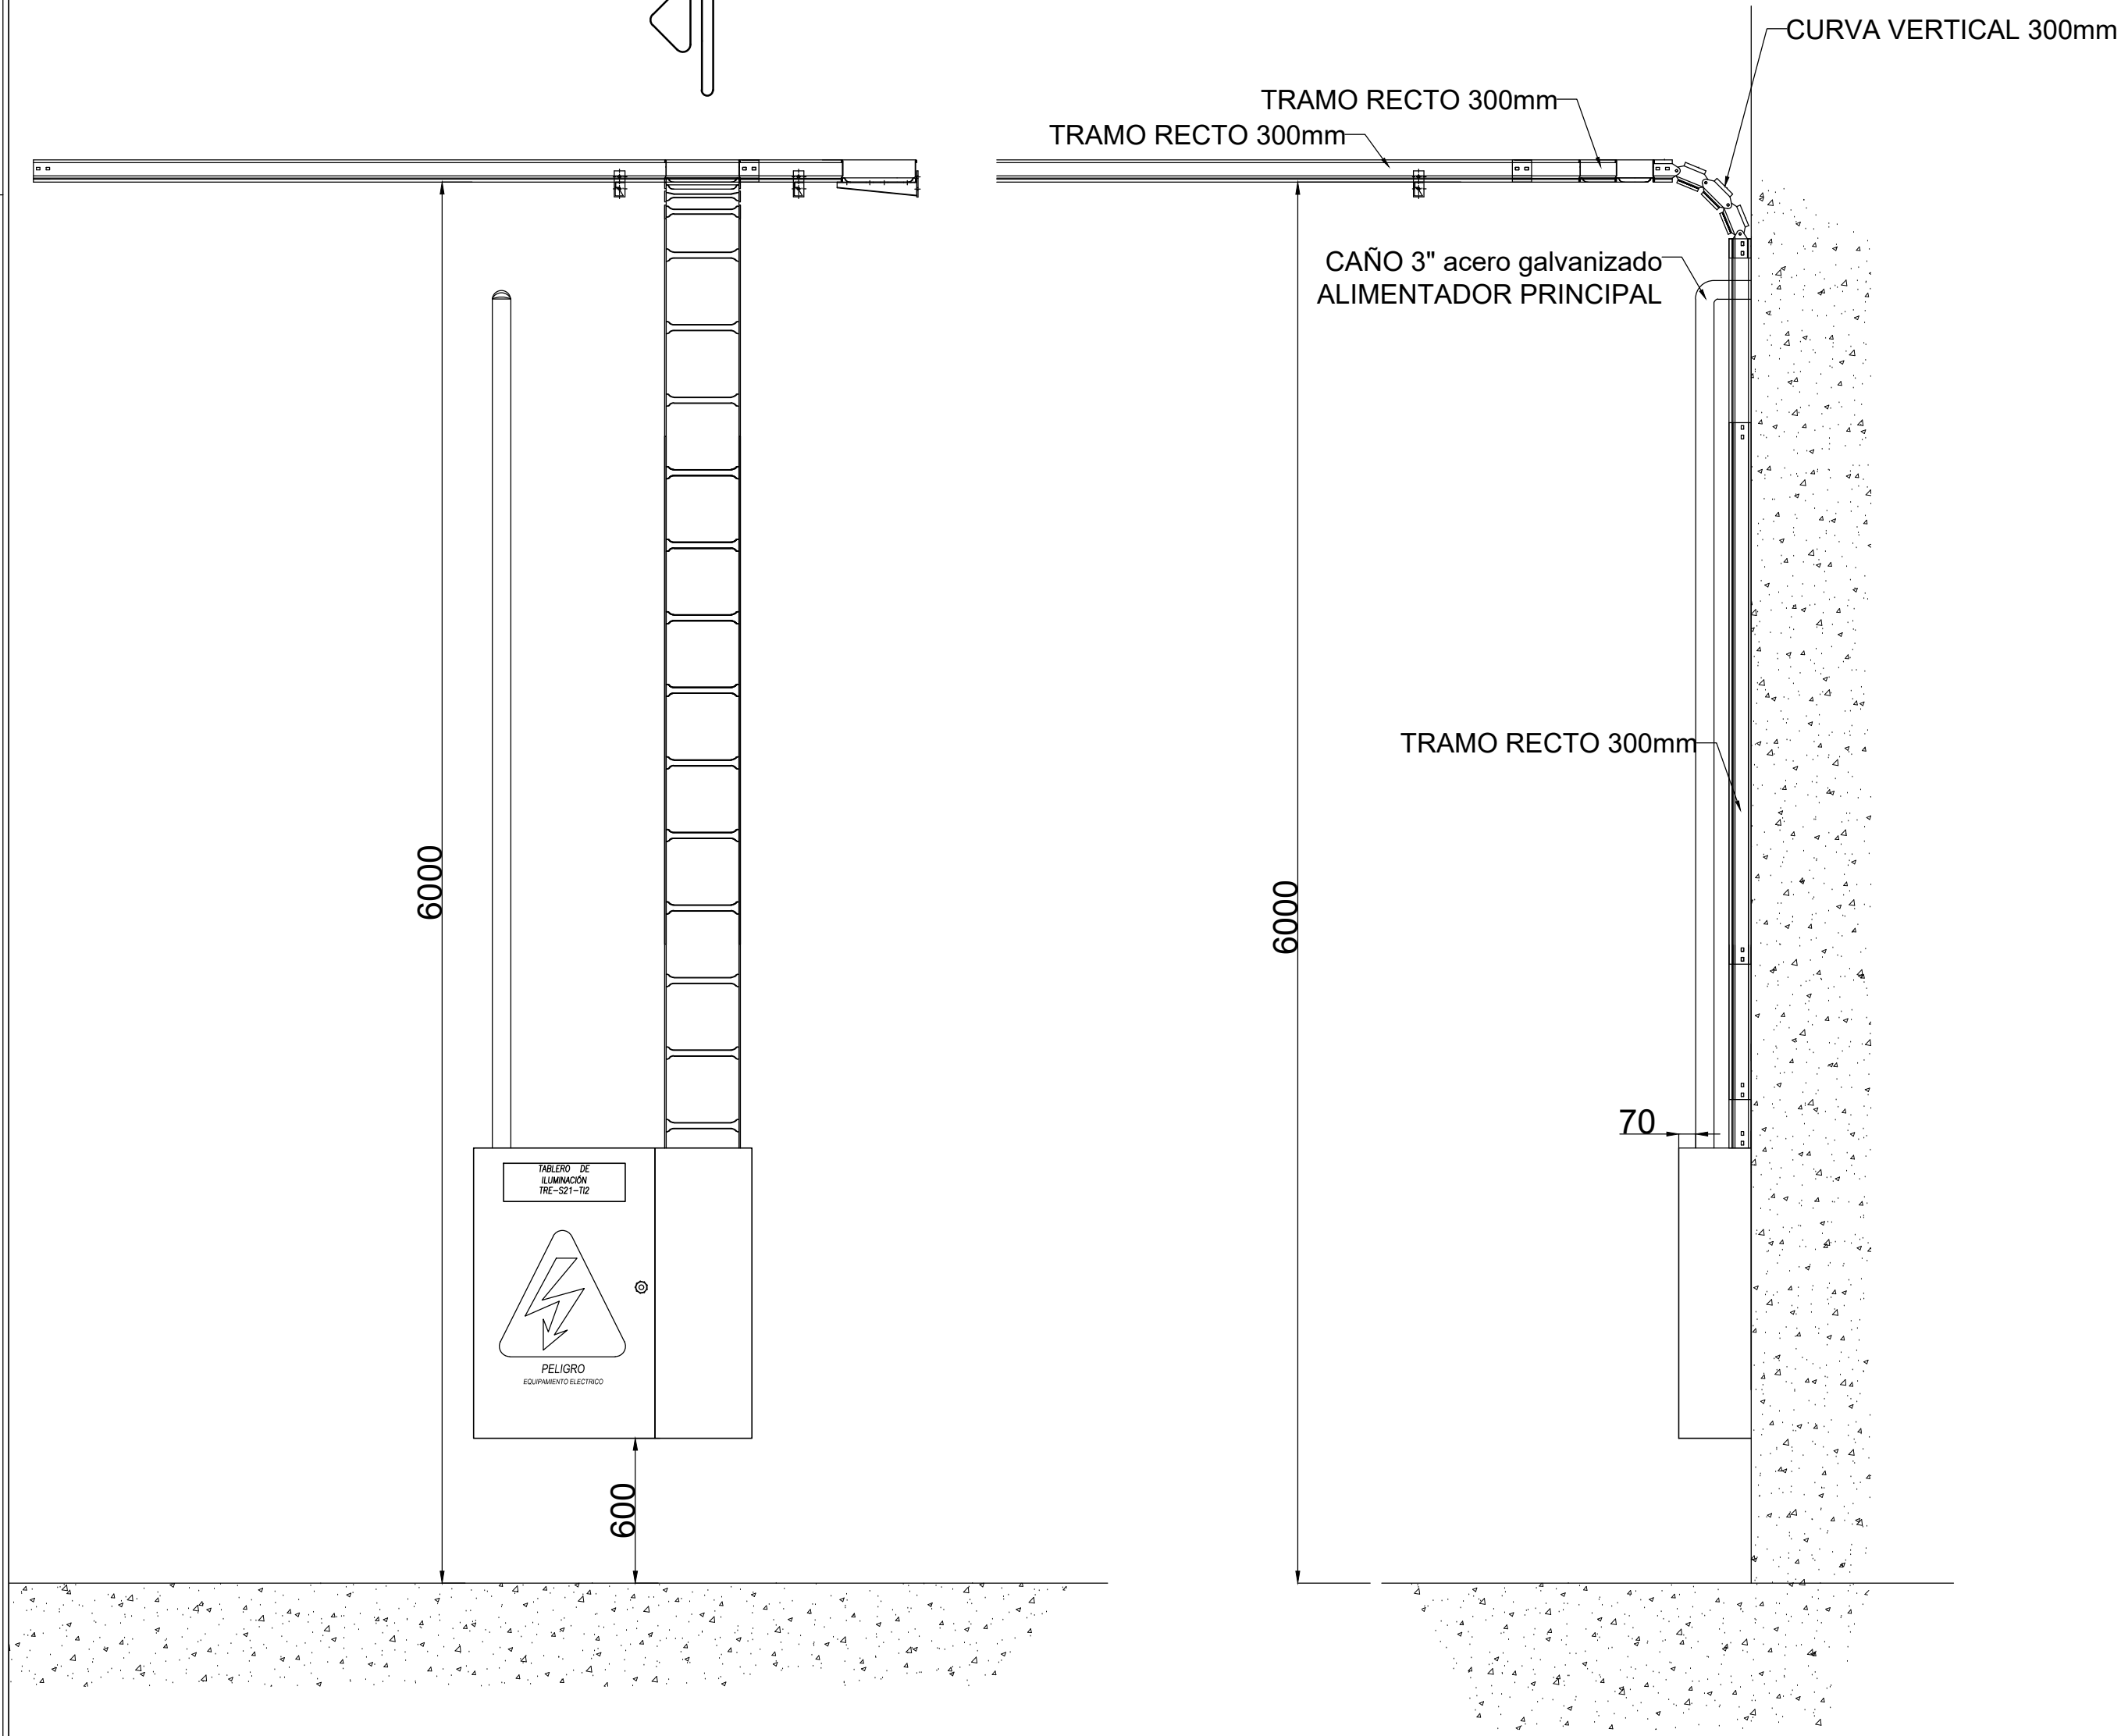 CURVA VERTICAL 300mm
TRAMO RECTO 300mm
TRAMO RECTO 300mm
CAÑO 3" acero galvanizado
ALIMENTADOR PRINCIPAL
TRAMO RECTO 300mm
6000
6000
70
TABLERO DE
ILUMINACIÓN
TRE-S21-TI2
PELIGRO
EQUIPAMIENTO ELECTRICO
600